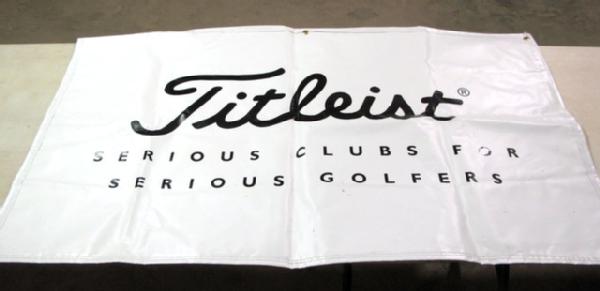 Titleist®
SERIOUS CLUBS FOR
SERIOUS GOLFERS